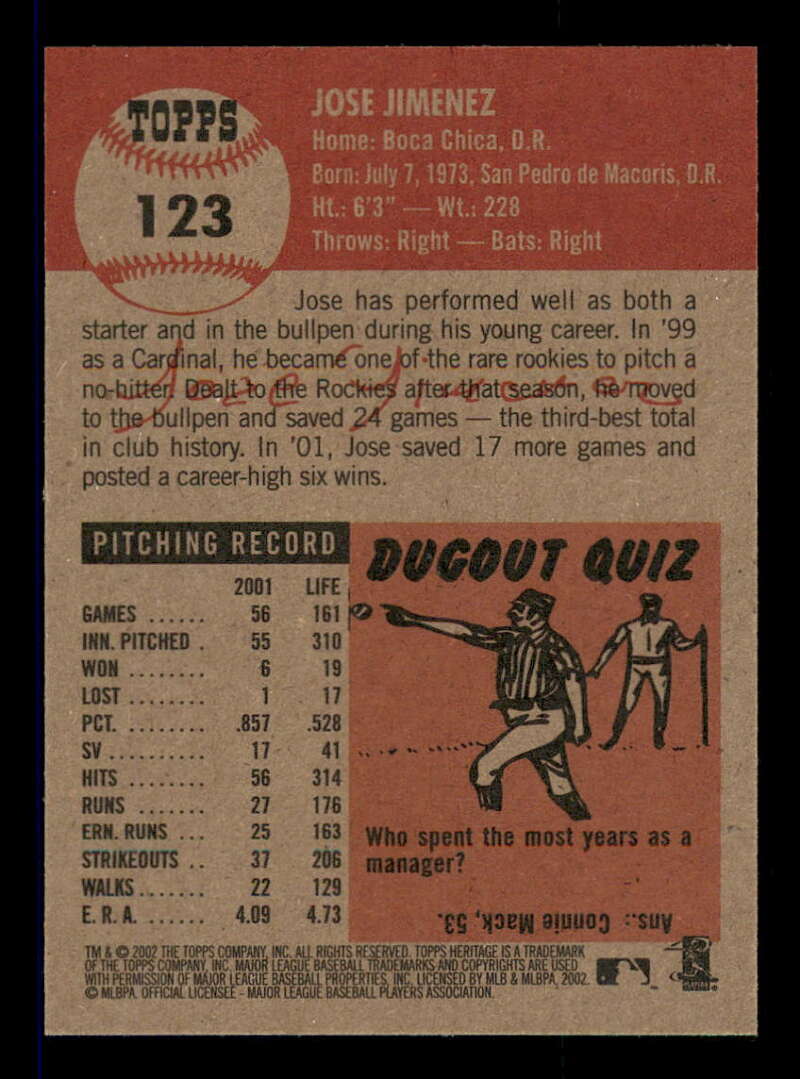 TOPPS
123
JOSE JIMENEZ
Home: Boca Chica, D.R.
Born: July 7, 1973, San Pedro de Macoris, D.R.
Ht.: 6'3" — Wt.: 228
Throws: Right — Bats: Right
Jose has performed well as both a
starter and in the bullpen during his young career. In '99
as a Cardinal, he became one of the rare rookies to pitch a
no-hitter. Dealt to the Rockies after that season, he moved
to the bullpen and saved 24 games — the third-best total
in club history. In '01, Jose saved 17 more games and
posted a career-high six wins.
PITCHING RECORD
2001 LIFE
GAMES ...... 56 161
INN. PITCHED . 55 310
WON ........ 6 19
LOST ........ 1 17
PCT. ........ .857 .528
SV .......... 17 41
HITS ........ 56 314
RUNS ....... 27 176
ERN. RUNS ... 25 163
STRIKEOUTS .. 37 206
WALKS ....... 22 129
E. R. A. ...... 4.09 4.73
DUGOUT QUIZ
Who spent the most years as a
manager?
Ans.: Connie Mack, 53.
TM & © 2002 THE TOPPS COMPANY, INC. ALL RIGHTS RESERVED. TOPPS HERITAGE IS A TRADEMARK
OF THE TOPPS COMPANY, INC. MAJOR LEAGUE BASEBALL TRADEMARKS AND COPYRIGHTS ARE USED
WITH PERMISSION OF MAJOR LEAGUE BASEBALL PROPERTIES, INC. LICENSED BY MLB & MLBPA, 2002.
© MLBPA. OFFICIAL LICENSEE - MAJOR LEAGUE BASEBALL PLAYERS ASSOCIATION.